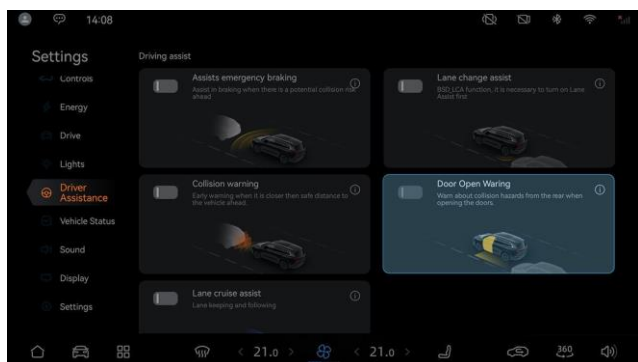 14:08
Settings
Driving assist
Controls
Energy
Drive
Lights
Driver
Assistance
Vehicle Status
Sound
Display
Settings
Assists emergency braking
Assist in braking when there is a potential collision risk
ahead
Lane change assist
BSD_LCA function, it is necessary to turn on Lane
Assist first
Collision warning
Early warning when it is closer then safe distance to
the vehicle ahead.
Door Open Waring
Warn about collision hazards from the rear when
opening the doors.
Lane cruise assist
Lane keeping and following
< 21.0 >
< 21.0 >
360